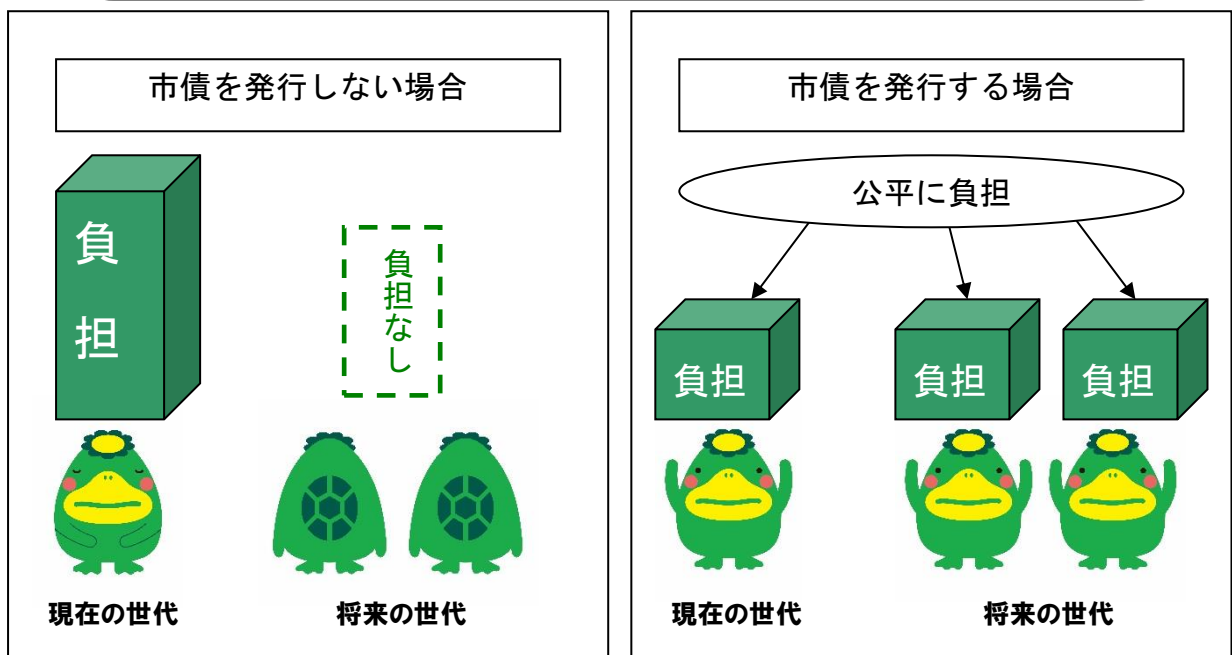 市債を発行しない場合
負担
負担なし
現在の世代
将来の世代
市債を発行する場合
公平に負担
負担
負担
負担
現在の世代
将来の世代